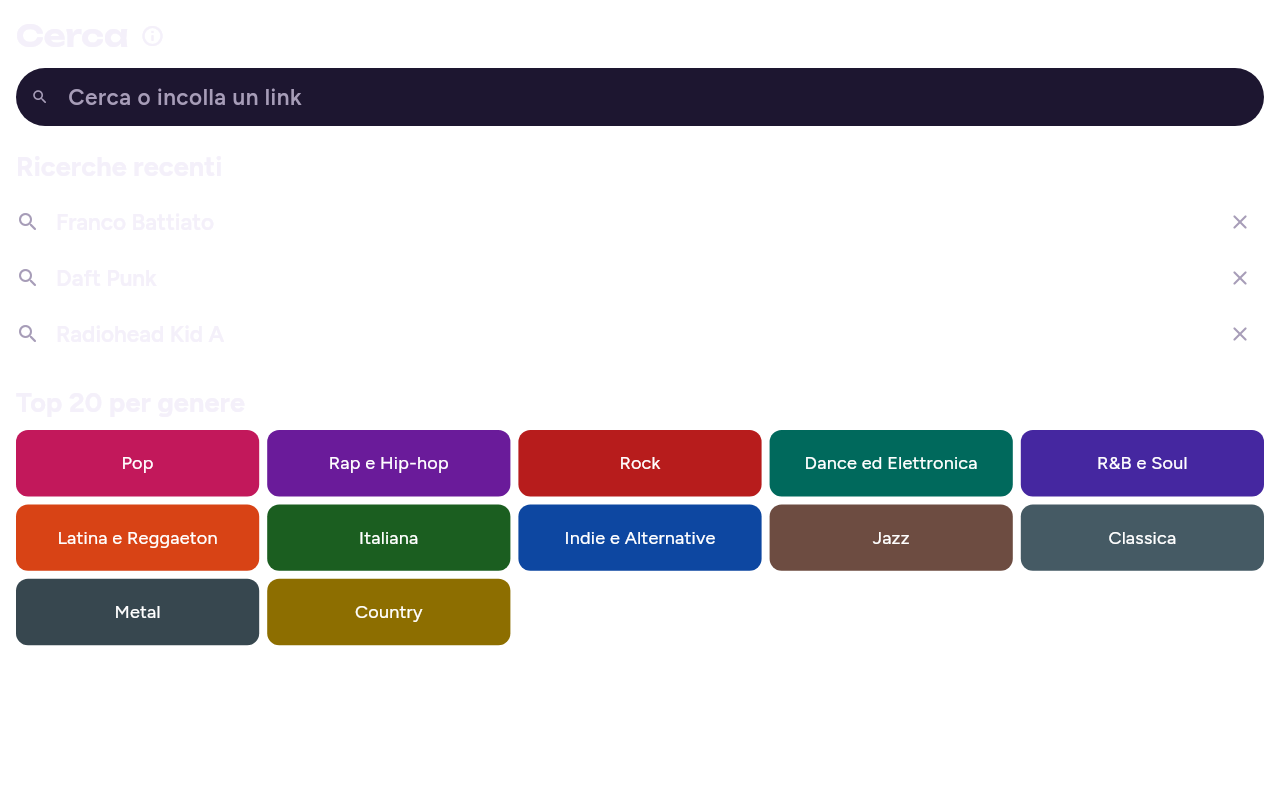 Cerca
Cerca o incolla un link
Ricerche recenti
Franco Battiato
Daft Punk
Radiohead Kid A
Top 20 per genere
Pop
Rap e Hip-hop
Rock
Dance ed Elettronica
R&B e Soul
Latina e Reggaeton
Italiana
Indie e Alternative
Jazz
Classica
Metal
Country